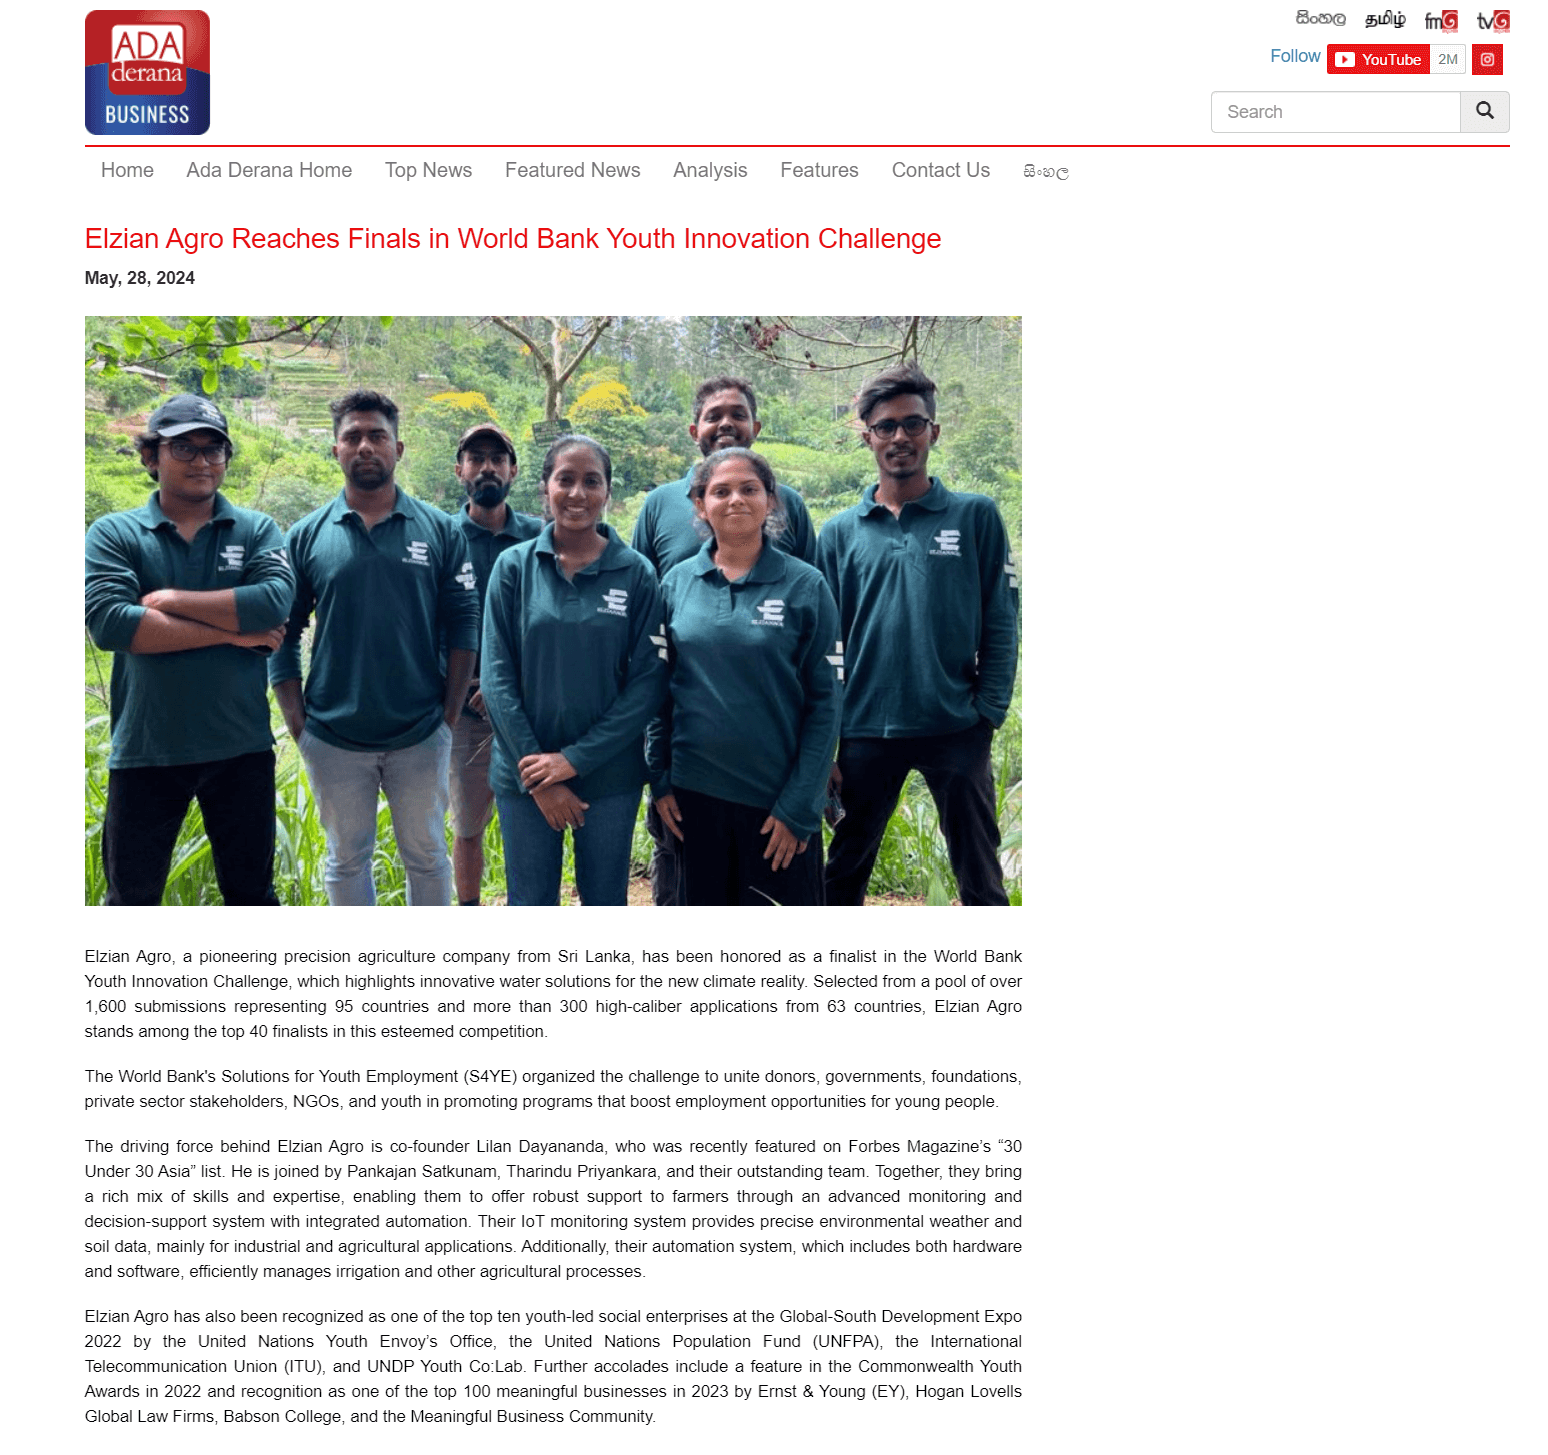 ADA
derana
BUSINESS
සිංහල தமிழ் fm tv
Follow YouTube 2M
Search
Home Ada Derana Home Top News Featured News Analysis Features Contact Us සිංහල
Elzian Agro Reaches Finals in World Bank Youth Innovation Challenge
May, 28, 2024
Elzian Agro, a pioneering precision agriculture company from Sri Lanka, has been honored as a finalist in the World Bank
Youth Innovation Challenge, which highlights innovative water solutions for the new climate reality. Selected from a pool of over
1,600 submissions representing 95 countries and more than 300 high-caliber applications from 63 countries, Elzian Agro
stands among the top 40 finalists in this esteemed competition.
The World Bank's Solutions for Youth Employment (S4YE) organized the challenge to unite donors, governments, foundations,
private sector stakeholders, NGOs, and youth in promoting programs that boost employment opportunities for young people.
The driving force behind Elzian Agro is co-founder Lilan Dayananda, who was recently featured on Forbes Magazine’s “30
Under 30 Asia” list. He is joined by Pankajan Satkunam, Tharindu Priyankara, and their outstanding team. Together, they bring
a rich mix of skills and expertise, enabling them to offer robust support to farmers through an advanced monitoring and
decision-support system with integrated automation. Their IoT monitoring system provides precise environmental weather and
soil data, mainly for industrial and agricultural applications. Additionally, their automation system, which includes both hardware
and software, efficiently manages irrigation and other agricultural processes.
Elzian Agro has also been recognized as one of the top ten youth-led social enterprises at the Global-South Development Expo
2022 by the United Nations Youth Envoy’s Office, the United Nations Population Fund (UNFPA), the International
Telecommunication Union (ITU), and UNDP Youth Co:Lab. Further accolades include a feature in the Commonwealth Youth
Awards in 2022 and recognition as one of the top 100 meaningful businesses in 2023 by Ernst & Young (EY), Hogan Lovells
Global Law Firms, Babson College, and the Meaningful Business Community.